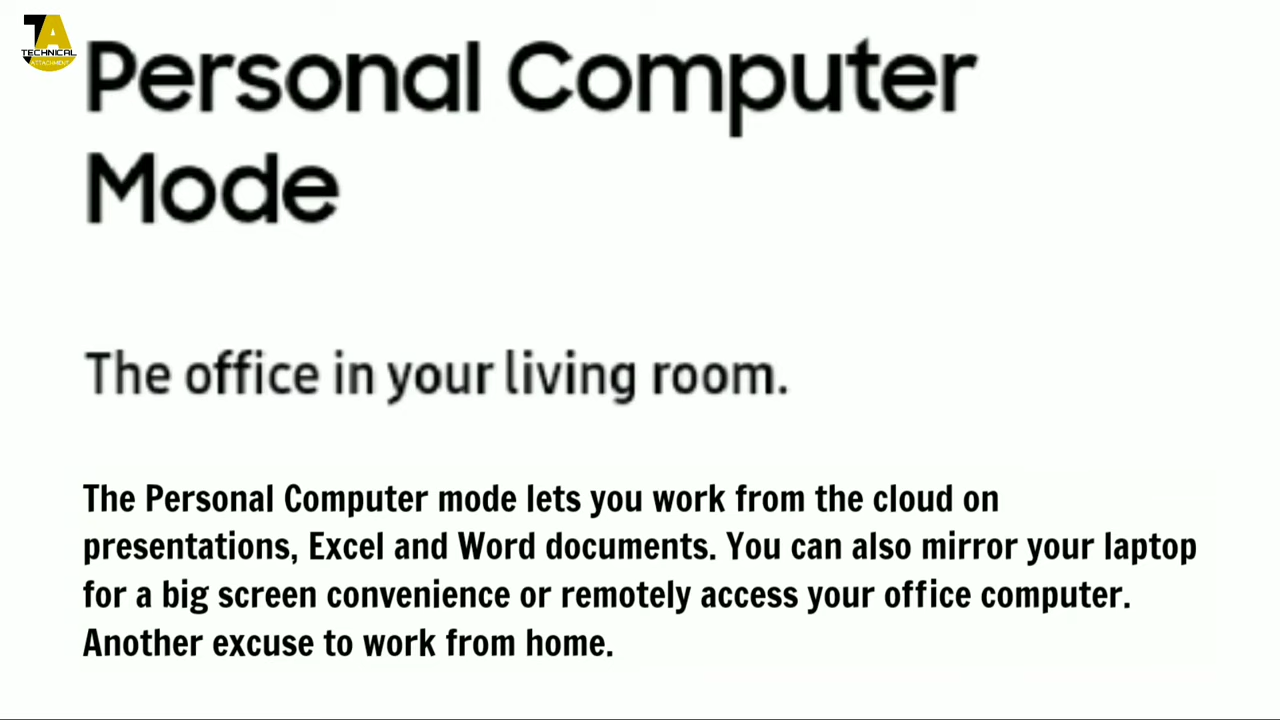 TA
TECHNICAL
ATTACHMENT
Personal Computer
Mode
The office in your living room.
The Personal Computer mode lets you work from the cloud on
presentations, Excel and Word documents. You can also mirror your laptop
for a big screen convenience or remotely access your office computer.
Another excuse to work from home.